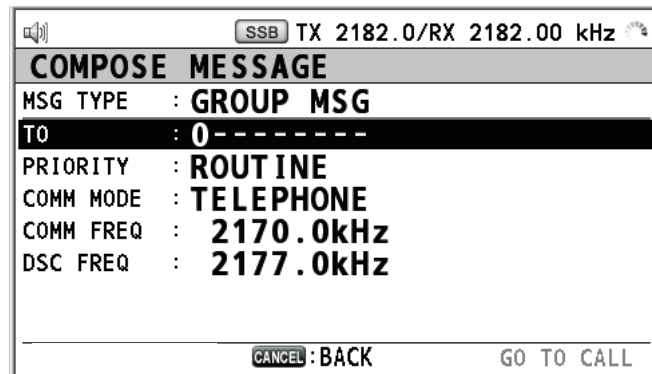 SSB TX 2182.0/RX 2182.00 kHz
COMPOSE MESSAGE
MSG TYPE : GROUP MSG
TO : 0--------
PRIORITY : ROUTINE
COMM MODE : TELEPHONE
COMM FREQ : 2170.0kHz
DSC FREQ : 2177.0kHz
CANCEL : BACK GO TO CALL